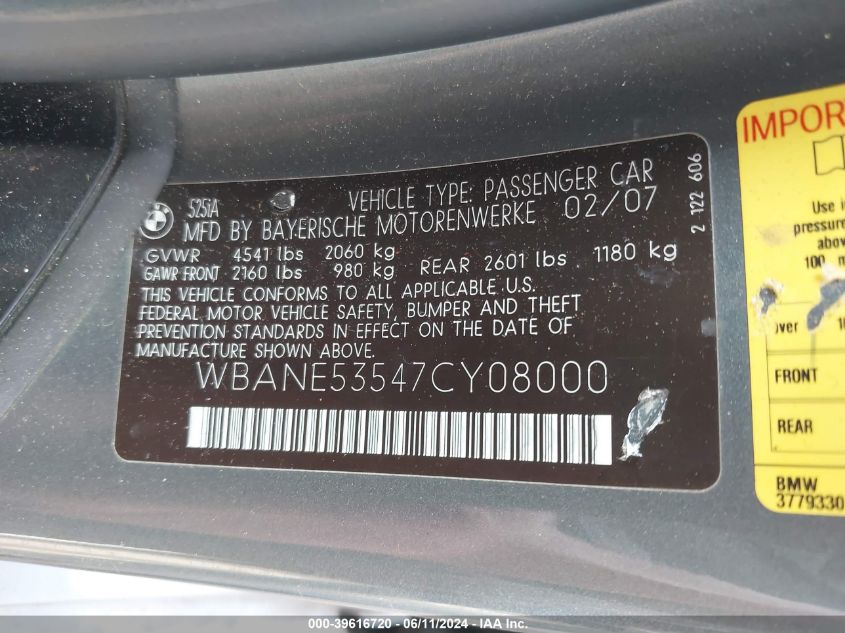 525iA
VEHICLE TYPE: PASSENGER CAR
MFD BY BAYERISCHE MOTORENWERKE 02/07
GVWR 4541 lbs 2060 kg
GAWR FRONT 2160 lbs 980 kg REAR 2601 lbs 1180 kg
THIS VEHICLE CONFORMS TO ALL APPLICABLE U.S.
FEDERAL MOTOR VEHICLE SAFETY, BUMPER AND THEFT
PREVENTION STANDARDS IN EFFECT ON THE DATE OF
MANUFACTURE SHOWN ABOVE.
WBANE53547CY08000
2 122 606
IMPOR
Use i
pressure
abov
100 m
over 10
FRONT
REAR
BMW
3779330
000-39616720 - 06/11/2024 - IAA, Inc.